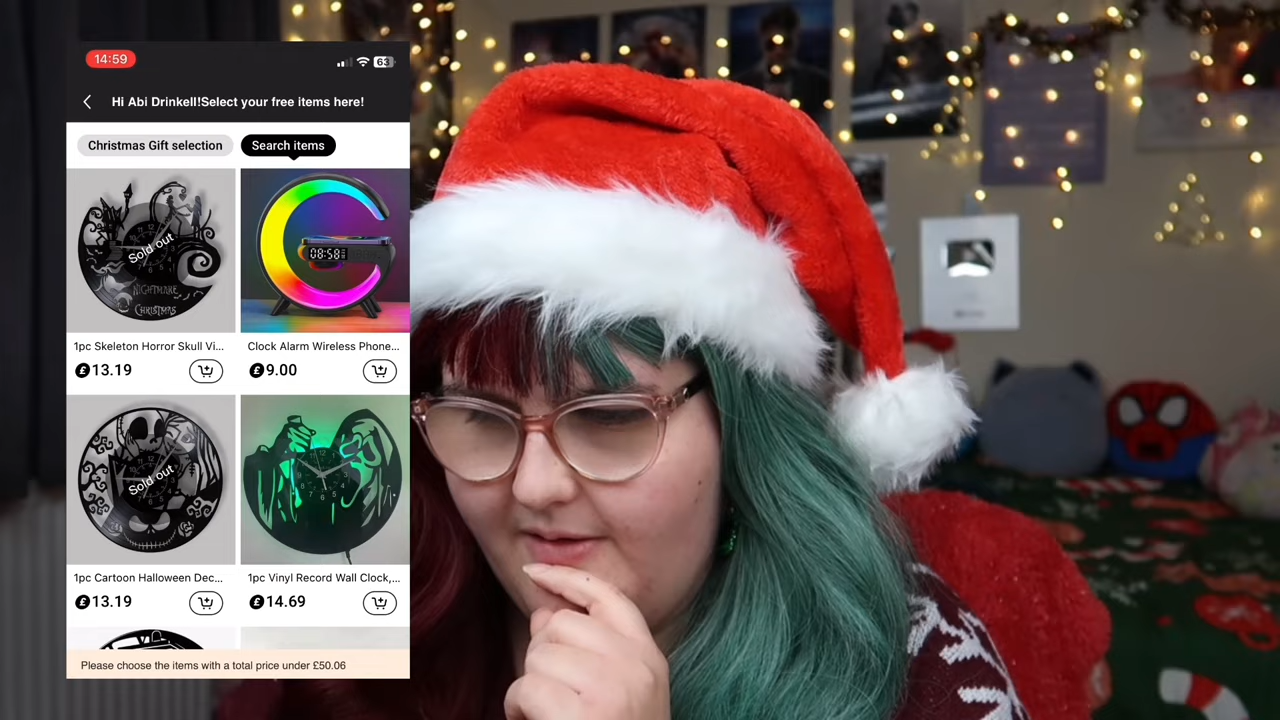 14:59
63
Hi Abi Drinkell!Select your free items here!
Christmas Gift selection
Search items
Sold out
NIGHTMARE
CHRISTMAS
08:58
1pc Skeleton Horror Skull Vi...
Clock Alarm Wireless Phone...
£13.19
£9.00
Sold out
1pc Cartoon Halloween Dec...
1pc Vinyl Record Wall Clock,...
£13.19
£14.69
Please choose the items with a total price under £50.06